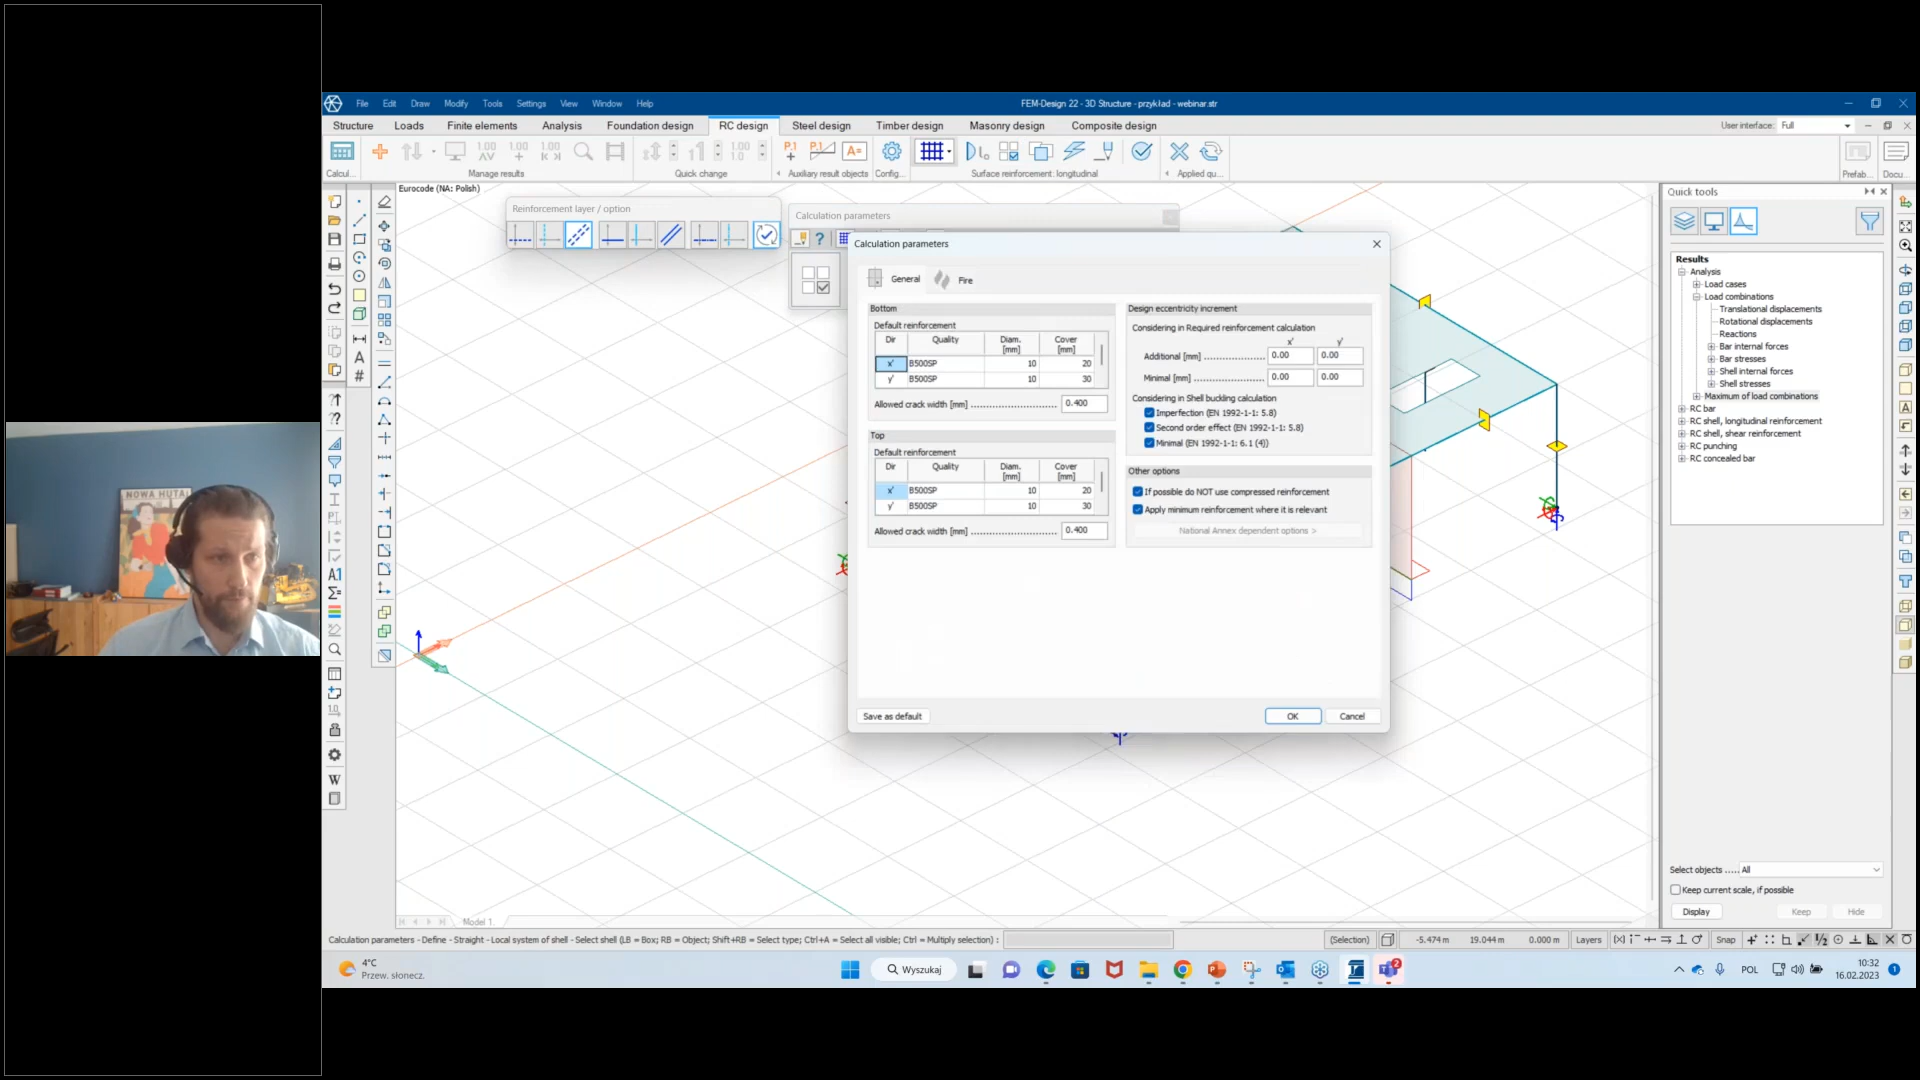 FEM-Design 22 - 3D Structure - przykład - webinar.str
File Edit Draw Modify Tools Settings View Window Help
Structure Loads Finite elements Analysis Foundation design RC design Steel design Timber design Masonry design Composite design
User interface: Full
Calcul... Manage results Quick change Auxiliary result objects Config... Surface reinforcement: longitudinal Applied qu... Prefab... Docu...
Eurocode (NA: Polish)
Reinforcement layer / option
Calculation parameters
Calculation parameters
General Fire
Bottom
Default reinforcement
Dir Quality Diam. [mm] Cover [mm]
x' B500SP 10 20
y' B500SP 10 30
Allowed crack width [mm] 0.400
Top
Default reinforcement
Dir Quality Diam. [mm] Cover [mm]
x' B500SP 10 20
y' B500SP 10 30
Allowed crack width [mm] 0.400
Design eccentricity increment
Considering in Required reinforcement calculation
x' y'
Additional [mm] 0.00 0.00
Minimal [mm] 0.00 0.00
Considering in Shell buckling calculation
Imperfection (EN 1992-1-1: 5.8)
Second order effect (EN 1992-1-1: 5.8)
Minimal (EN 1992-1-1: 6.1 (4))
Other options
If possible do NOT use compressed reinforcement
Apply minimum reinforcement where it is relevant
National Annex dependent options >
Save as default OK Cancel
Quick tools
Results
Analysis
Load cases
Load combinations
Translational displacements
Rotational displacements
Reactions
Bar internal forces
Bar stresses
Shell internal forces
Shell stresses
Maximum of load combinations
RC bar
RC shell, longitudinal reinforcement
RC shell, shear reinforcement
RC punching
RC concealed bar
Select objects ..... All
Keep current scale, if possible
Display Keep Hide
NOWA HUTA
Model 1
Calculation parameters - Define - Straight - Local system of shell - Select shell (LB = Box; RB = Object; Shift+RB = Select type; Ctrl+A = Select all visible; Ctrl = Multiply selection) :
(Selection) -5.474 m 19.044 m 0.000 m Layers Snap
4°C
Przew. słonecz.
Wyszukaj
POL
10:32
16.02.2023